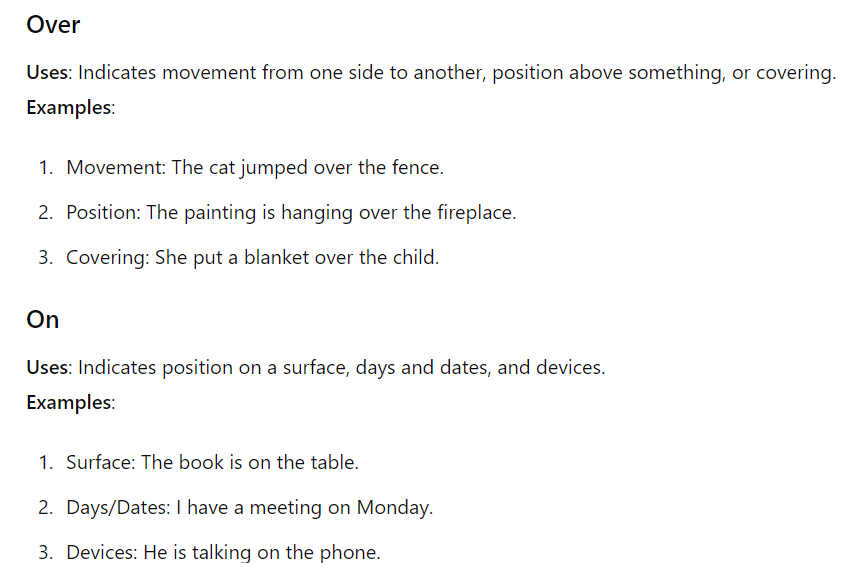 Over
Uses: Indicates movement from one side to another, position above something, or covering.
Examples:
1. Movement: The cat jumped over the fence.
2. Position: The painting is hanging over the fireplace.
3. Covering: She put a blanket over the child.
On
Uses: Indicates position on a surface, days and dates, and devices.
Examples:
1. Surface: The book is on the table.
2. Days/Dates: I have a meeting on Monday.
3. Devices: He is talking on the phone.